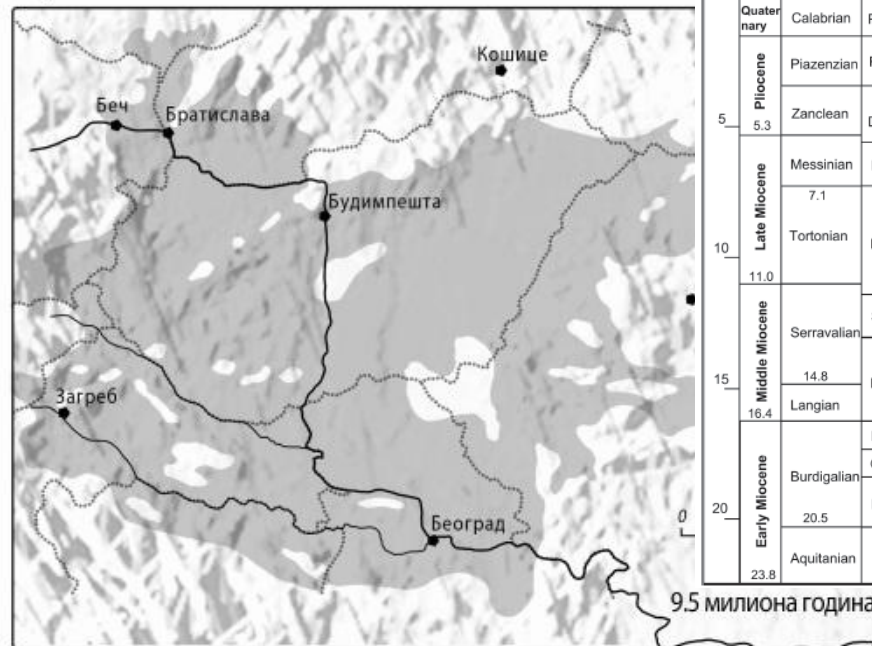 Кошице
Беч
Братислава
Будимпешта
Загреб
Београд
0
9.5 милиона година
Quater
nary
Calabrian
Pliocene
5.3
Piazenzian
Zanclean
5
Late Miocene
11.0
Messinian
7.1
Tortonian
10
Middle Miocene
16.4
Serravalian
14.8
Langian
15
Early Miocene
23.8
Burdigalian
20.5
Aquitanian
20